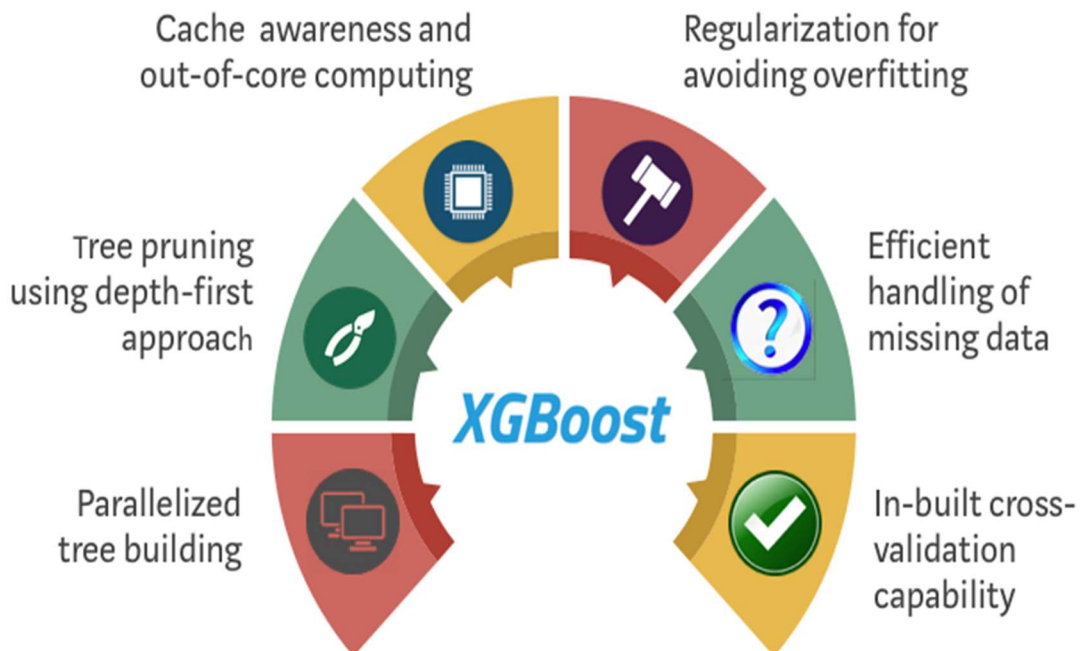 Cache awareness and
out-of-core computing
Regularization for
avoiding overfitting
Tree pruning
using depth-first
approach
Efficient
handling of
missing data
XGBoost
Parallelized
tree building
In-built cross-
validation
capability